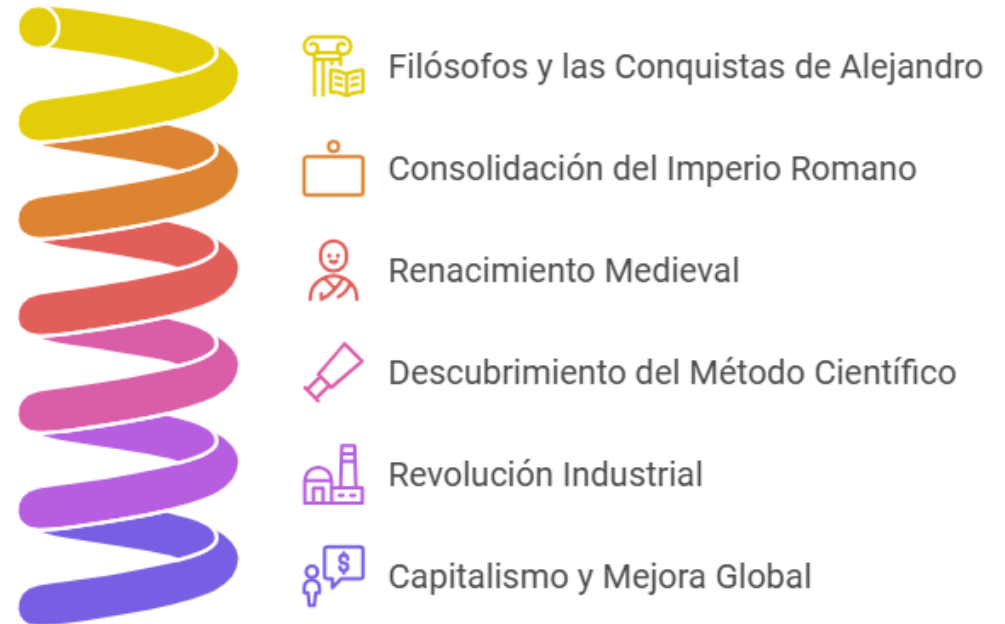 Filósofos y las Conquistas de Alejandro
Consolidación del Imperio Romano
Renacimiento Medieval
Descubrimiento del Método Científico
Revolución Industrial
$
Capitalismo y Mejora Global